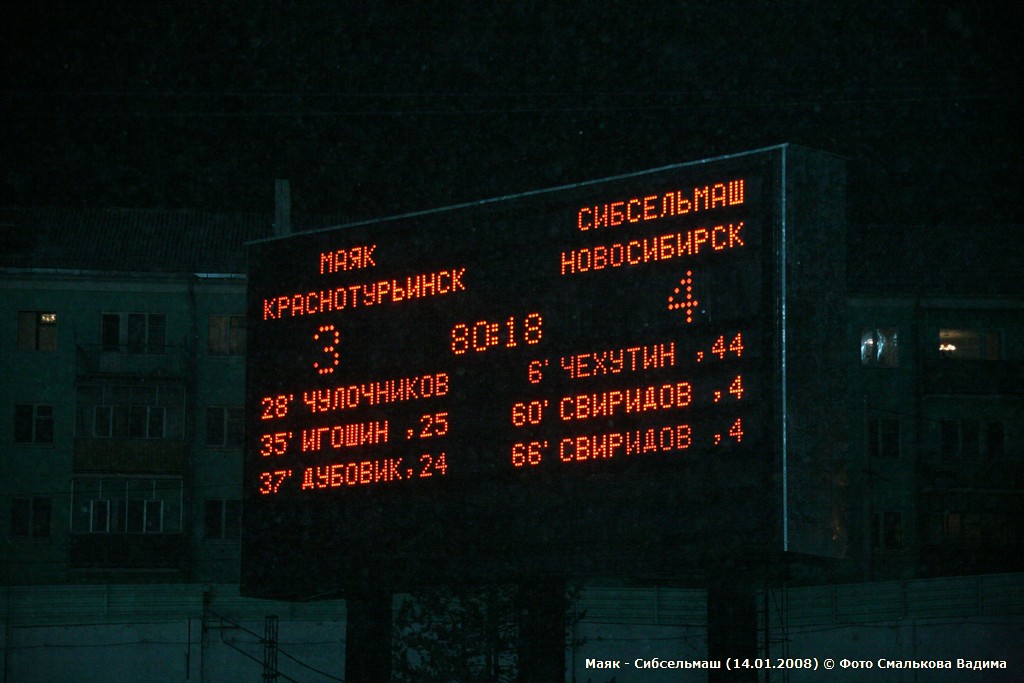 МАЯК
КРАСНОТУРЬИНСК
3
СИБСЕЛЬМАШ
НОВОСИБИРСК
4
80:18
28' ЧУЛОЧНИКОВ
35' ИГОШИН ,25
37' ДУБОВИК,24
6' ЧЕХУТИН ,44
60' СВИРИДОВ ,4
66' СВИРИДОВ ,4
Маяк - Сибсельмаш (14.01.2008) © Фото Смалькова Вадима